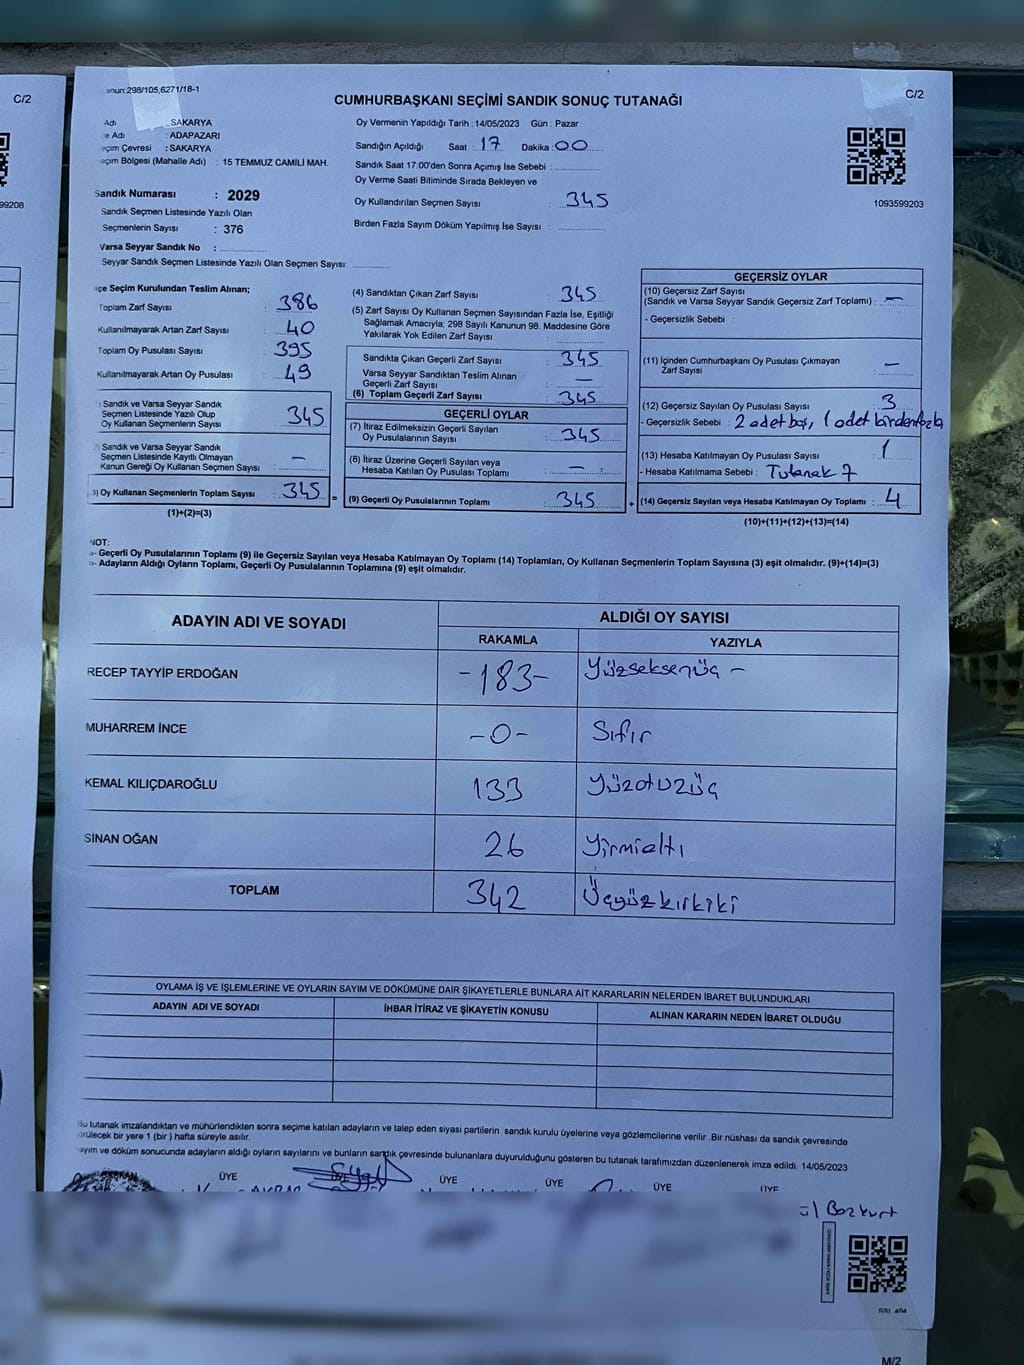 C/2
99208
anun:298/105,6271/18-1
CUMHURBAŞKANI SEÇİMİ SANDIK SONUÇ TUTANAĞI
C/2
Adı : SAKARYA
e Adı : ADAPAZARI
eçim Çevresi : SAKARYA
eçim Bölgesi (Mahalle Adı) : 15 TEMMUZ CAMİLİ MAH.
Sandık Numarası : 2029
Sandık Seçmen Listesinde Yazılı Olan
Seçmenlerin Sayısı : 376
Varsa Seyyar Sandık No :
Seyyar Sandık Seçmen Listesinde Yazılı Olan Seçmen Sayısı:
Oy Vermenin Yapıldığı Tarih : 14/05/2023 Gün : Pazar
Sandığın Açıldığı Saat : 17 Dakika : 00
Sandık Saat 17:00'den Sonra Açımış İse Sebebi :
Oy Verme Saati Bitiminde Sırada Bekleyen ve
Oy Kullandırılan Seçmen Sayısı : 345
Birden Fazla Sayım Döküm Yapılmış İse Sayısı :
1093599203
çe Seçim Kurulundan Teslim Alınan;
Toplam Zarf Sayısı : 386
Kullanılmayarak Artan Zarf Sayısı : 40
Toplam Oy Pusulası Sayısı : 395
Kullanılmayarak Artan Oy Pusulası : 49
) Sandık ve Varsa Seyyar Sandık
Seçmen Listesinde Yazılı Olup
Oy Kullanan Seçmenlerin Sayısı : 345
) Sandık ve Varsa Seyyar Sandık
Seçmen Listesinde Kayıtlı Olmayan
Kanun Gereği Oy Kullanan Seçmen Sayısı : –
3) Oy Kullanan Seçmenlerin Toplam Sayısı : 345 =
(1)+(2)=(3)
(4) Sandıktan Çıkan Zarf Sayısı : 345
(5) Zarf Sayısı Oy Kullanan Seçmen Sayısından Fazla İse, Eşitliği
Sağlamak Amacıyla; 298 Sayılı Kanunun 98. Maddesine Göre
Yakılarak Yok Edilen Zarf Sayısı :
Sandıkta Çıkan Geçerli Zarf Sayısı : 345
Varsa Seyyar Sandıktan Teslim Alınan
Geçerli Zarf Sayısı : –
(6) Toplam Geçerli Zarf Sayısı : 345
GEÇERLİ OYLAR
(7) İtiraz Edilmeksizin Geçerli Sayılan
Oy Pusulalarının Sayısı : 345
(8) İtiraz Üzerine Geçerli Sayılan veya
Hesaba Katılan Oy Pusulası Toplamı : –
(9) Geçerli Oy Pusulalarının Toplamı : 345 +
GEÇERSİZ OYLAR
(10) Geçersiz Zarf Sayısı
(Sandık ve Varsa Seyyar Sandık Geçersiz Zarf Toplamı) : –
- Geçersizlik Sebebi :
(11) İçinden Cumhurbaşkanı Oy Pusulası Çıkmayan
Zarf Sayısı : –
(12) Geçersiz Sayılan Oy Pusulası Sayısı : 3
- Geçersizlik Sebebi : 2 adet boş, 1 adet birden fazla
(13) Hesaba Katılmayan Oy Pusulası Sayısı : 1
- Hesaba Katılmama Sebebi : Tutanak 7
(14) Geçersiz Sayılan veya Hesaba Katılmayan Oy Toplamı : 4
(10)+(11)+(12)+(13)=(14)
NOT:
a- Geçerli Oy Pusulalarının Toplamı (9) ile Geçersiz Sayılan veya Hesaba Katılmayan Oy Toplamı (14) Toplamları, Oy Kullanan Seçmenlerin Toplam Sayısına (3) eşit olmalıdır. (9)+(14)=(3)
b- Adayların Aldığı Oyların Toplamı, Geçerli Oy Pusulalarının Toplamına (9) eşit olmalıdır.
ADAYIN ADI VE SOYADI
ALDIĞI OY SAYISI
RAKAMLA YAZIYLA
RECEP TAYYİP ERDOĞAN -183- Yüzseksenüç –
MUHARREM İNCE -0- Sıfır
KEMAL KILIÇDAROĞLU 133 Yüzotuzüç
SİNAN OĞAN 26 Yirmialtı
TOPLAM 342 Üçyüzkırkiki
OYLAMA İŞ VE İŞLEMLERİNE VE OYLARIN SAYIM VE DÖKÜMÜNE DAİR ŞİKAYETLERLE BUNLARA AİT KARARLARIN NELERDEN İBARET BULUNDUKLARI
ADAYIN ADI VE SOYADI İHBAR İTİRAZ VE ŞİKAYETİN KONUSU ALINAN KARARIN NEDEN İBARET OLDUĞU
Bu tutanak imzalandıktan ve mühürlendikten sonra seçime katılan adayların ve talep eden siyasi partilerin sandık kurulu üyelerine veya gözlemcilerine verilir .Bir nüshası da sandık çevresinde
örülecek bir yere 1 (bir ) hafta süreyle asılır.
ayım ve döküm sonucunda adayların aldığı oyların sayılarını ve bunların sandık çevresinde bulunanlara duyurulduğunu gösteren bu tutanak tarafımızdan düzenlenerek imza edildi. 14/05/2023
BAŞKAN ÜYE ÜYE ÜYE ÜYE ÜYE
Bozkurt
M/2